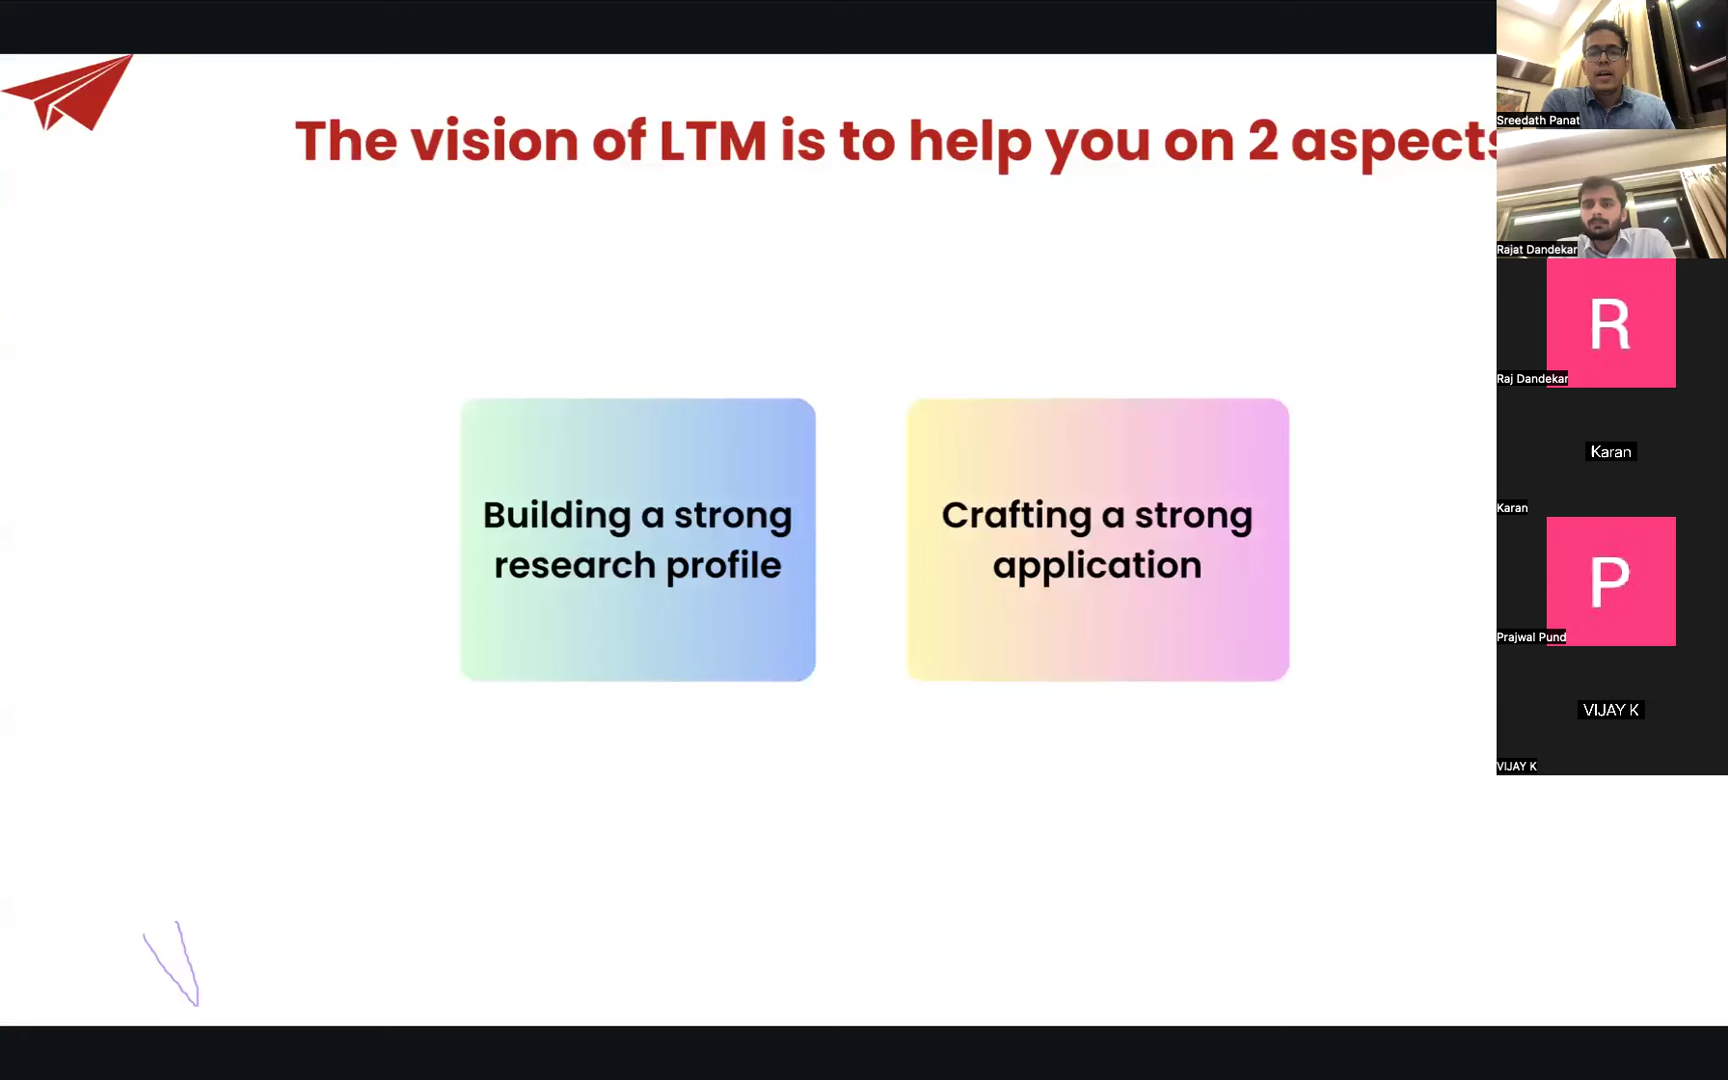 The vision of LTM is to help you on 2 aspects
Building a strong
research profile
Crafting a strong
application
Sreedath Panat
Rajat Dandekar
R
Raj Dandekar
Karan
Karan
P
Prajwal Pund
VIJAY K
VIJAY K